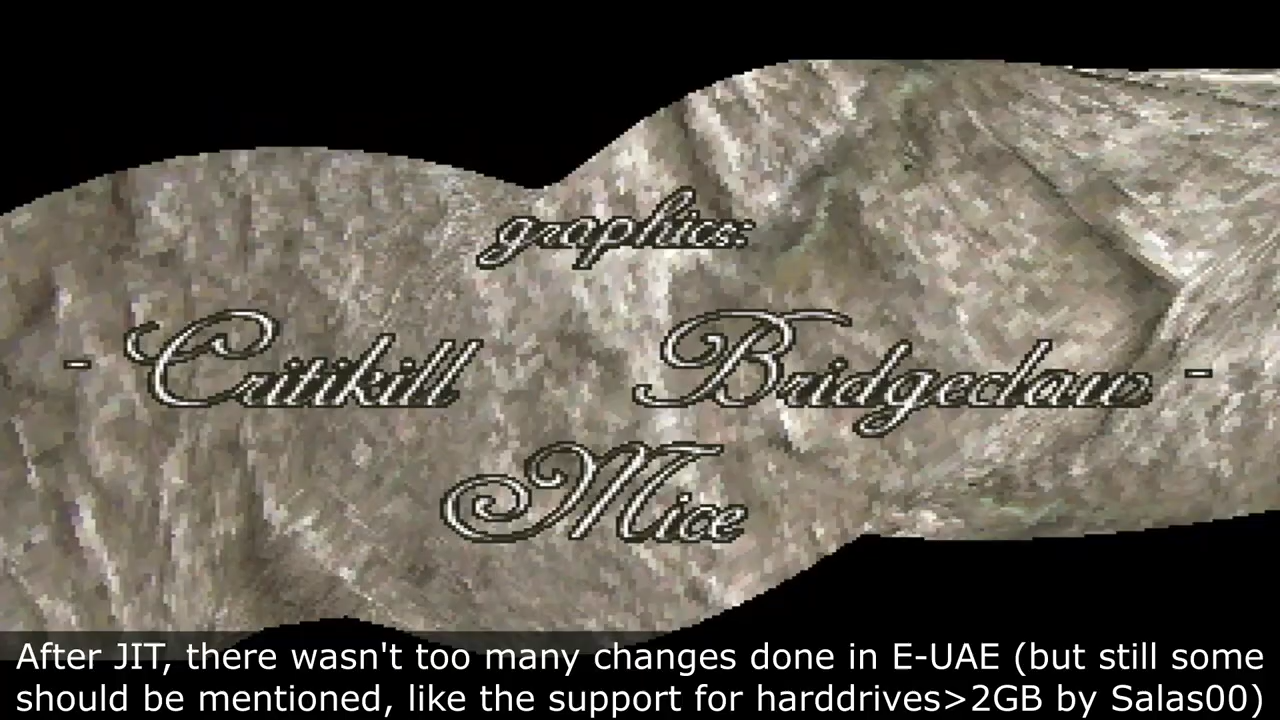 graphics:
- Critikill Bridgeclaw -
Mice
After JIT, there wasn't too many changes done in E-UAE (but still some
should be mentioned, like the support for harddrives>2GB by Salas00)